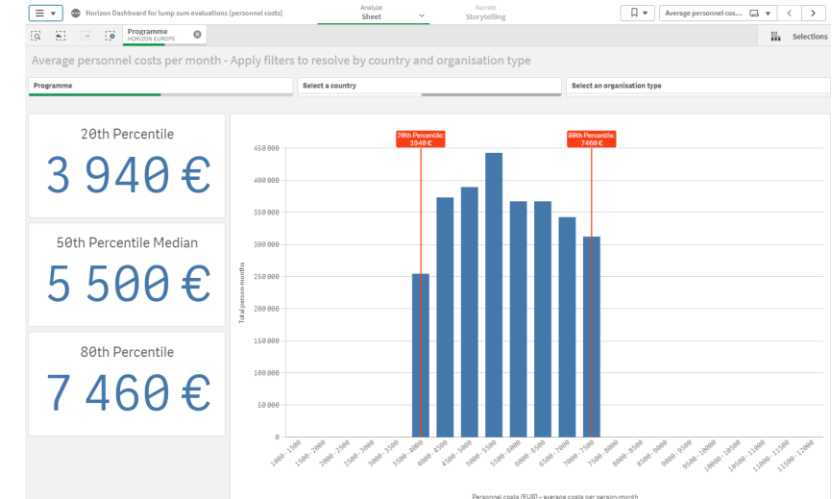 Horizon Dashboard for lump sum evaluations (personnel costs)
Analyze
Sheet
Narrate
Storytelling
Average personnel cos...
Programme
HORIZON EUROPE
Selections
Average personnel costs per month - Apply filters to resolve by country and organisation type
Programme
Select a country
Select an organisation type
20th Percentile
3 940 €
50th Percentile Median
5 500 €
80th Percentile
7 460 €
20th Percentile:
3940 €
80th Percentile:
7460 €
Total person-months
450 000
400 000
350 000
300 000
250 000
200 000
150 000
100 000
50 000
0
1000 - 1500
1500 - 2000
2000 - 2500
2500 - 3000
3000 - 3500
3500 - 4000
4000 - 4500
4500 - 5000
5000 - 5500
5500 - 6000
6000 - 6500
6500 - 7000
7000 - 7500
7500 - 8000
8000 - 8500
8500 - 9000
9000 - 9500
9500 - 10000
10000 - 10500
10500 - 11000
11000 - 11500
11500 - 12000
Personnel costs (EUR) - average costs per person-month